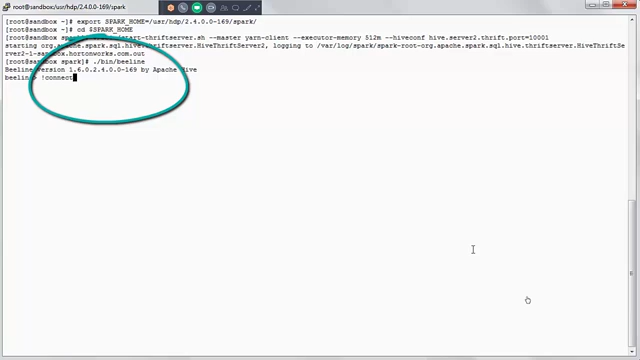 root@sandbox:/usr/hdp/2.4.0.0-169/spark
[root@sandbox ~]# export SPARK_HOME=/usr/hdp/2.4.0.0-169/spark/
[root@sandbox ~]# cd $SPARK_HOME
[root@sandbox start-thriftserver.sh --master yarn-client --executor-memory 512m --hiveconf hive.server2.thrift.port=10001
starting org.apache.spark.sql.hive.thriftserver.HiveThriftServer2, logging to /var/log/spark/spark-root-org.apache.spark.sql.hive.thriftserver.HiveThriftSe
rver2-1-sandbox.hortonworks.com.out
[root@sandbox spark]# ./bin/beeline
Beeline version 1.6.0.2.4.0.0-169 by Apache Hive
beeline> !connect